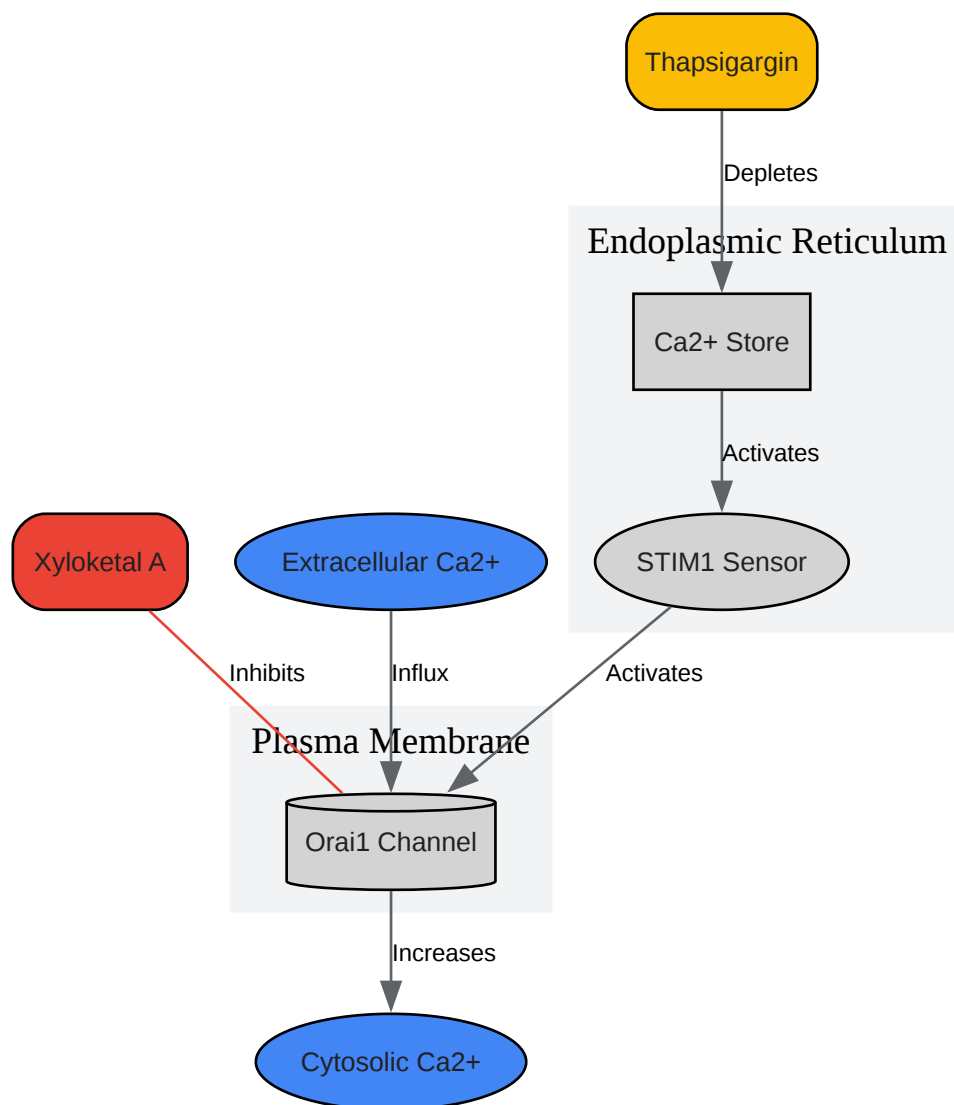 Thapsigargin
Depletes
Endoplasmic Reticulum
Ca2+ Store
Activates
Xyloketal A
Extracellular Ca2+
STIM1 Sensor
Inhibits
Influx
Activates
Plasma Membrane
Orai1 Channel
Increases
Cytosolic Ca2+